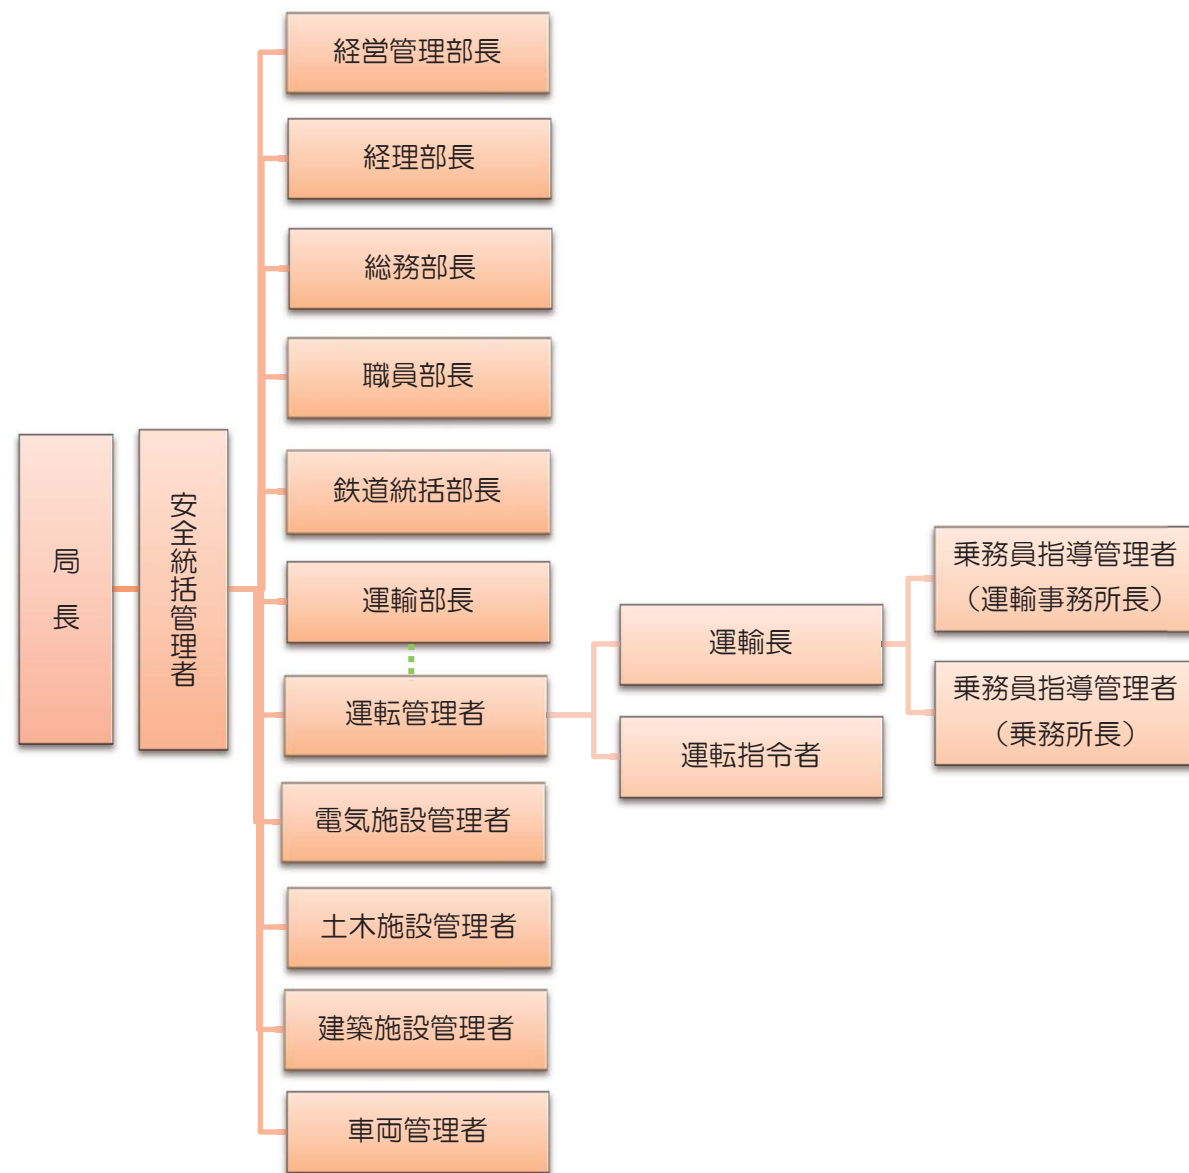 局長
安全統括管理者
経営管理部長
経理部長
総務部長
職員部長
鉄道統括部長
運輸部長
運転管理者
電気施設管理者
土木施設管理者
建築施設管理者
車両管理者
運輸長
運転指令者
乗務員指導管理者
（運輸事務所長）
乗務員指導管理者
（乗務所長）